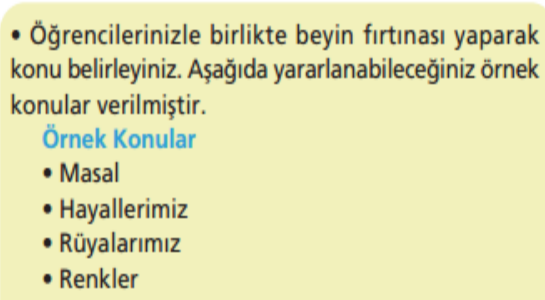 • Öğrencilerinizle birlikte beyin fırtınası yaparak
konu belirleyiniz. Aşağıda yararlanabileceğiniz örnek
konular verilmiştir.
Örnek Konular
• Masal
• Hayallerimiz
• Rüyalarımız
• Renkler